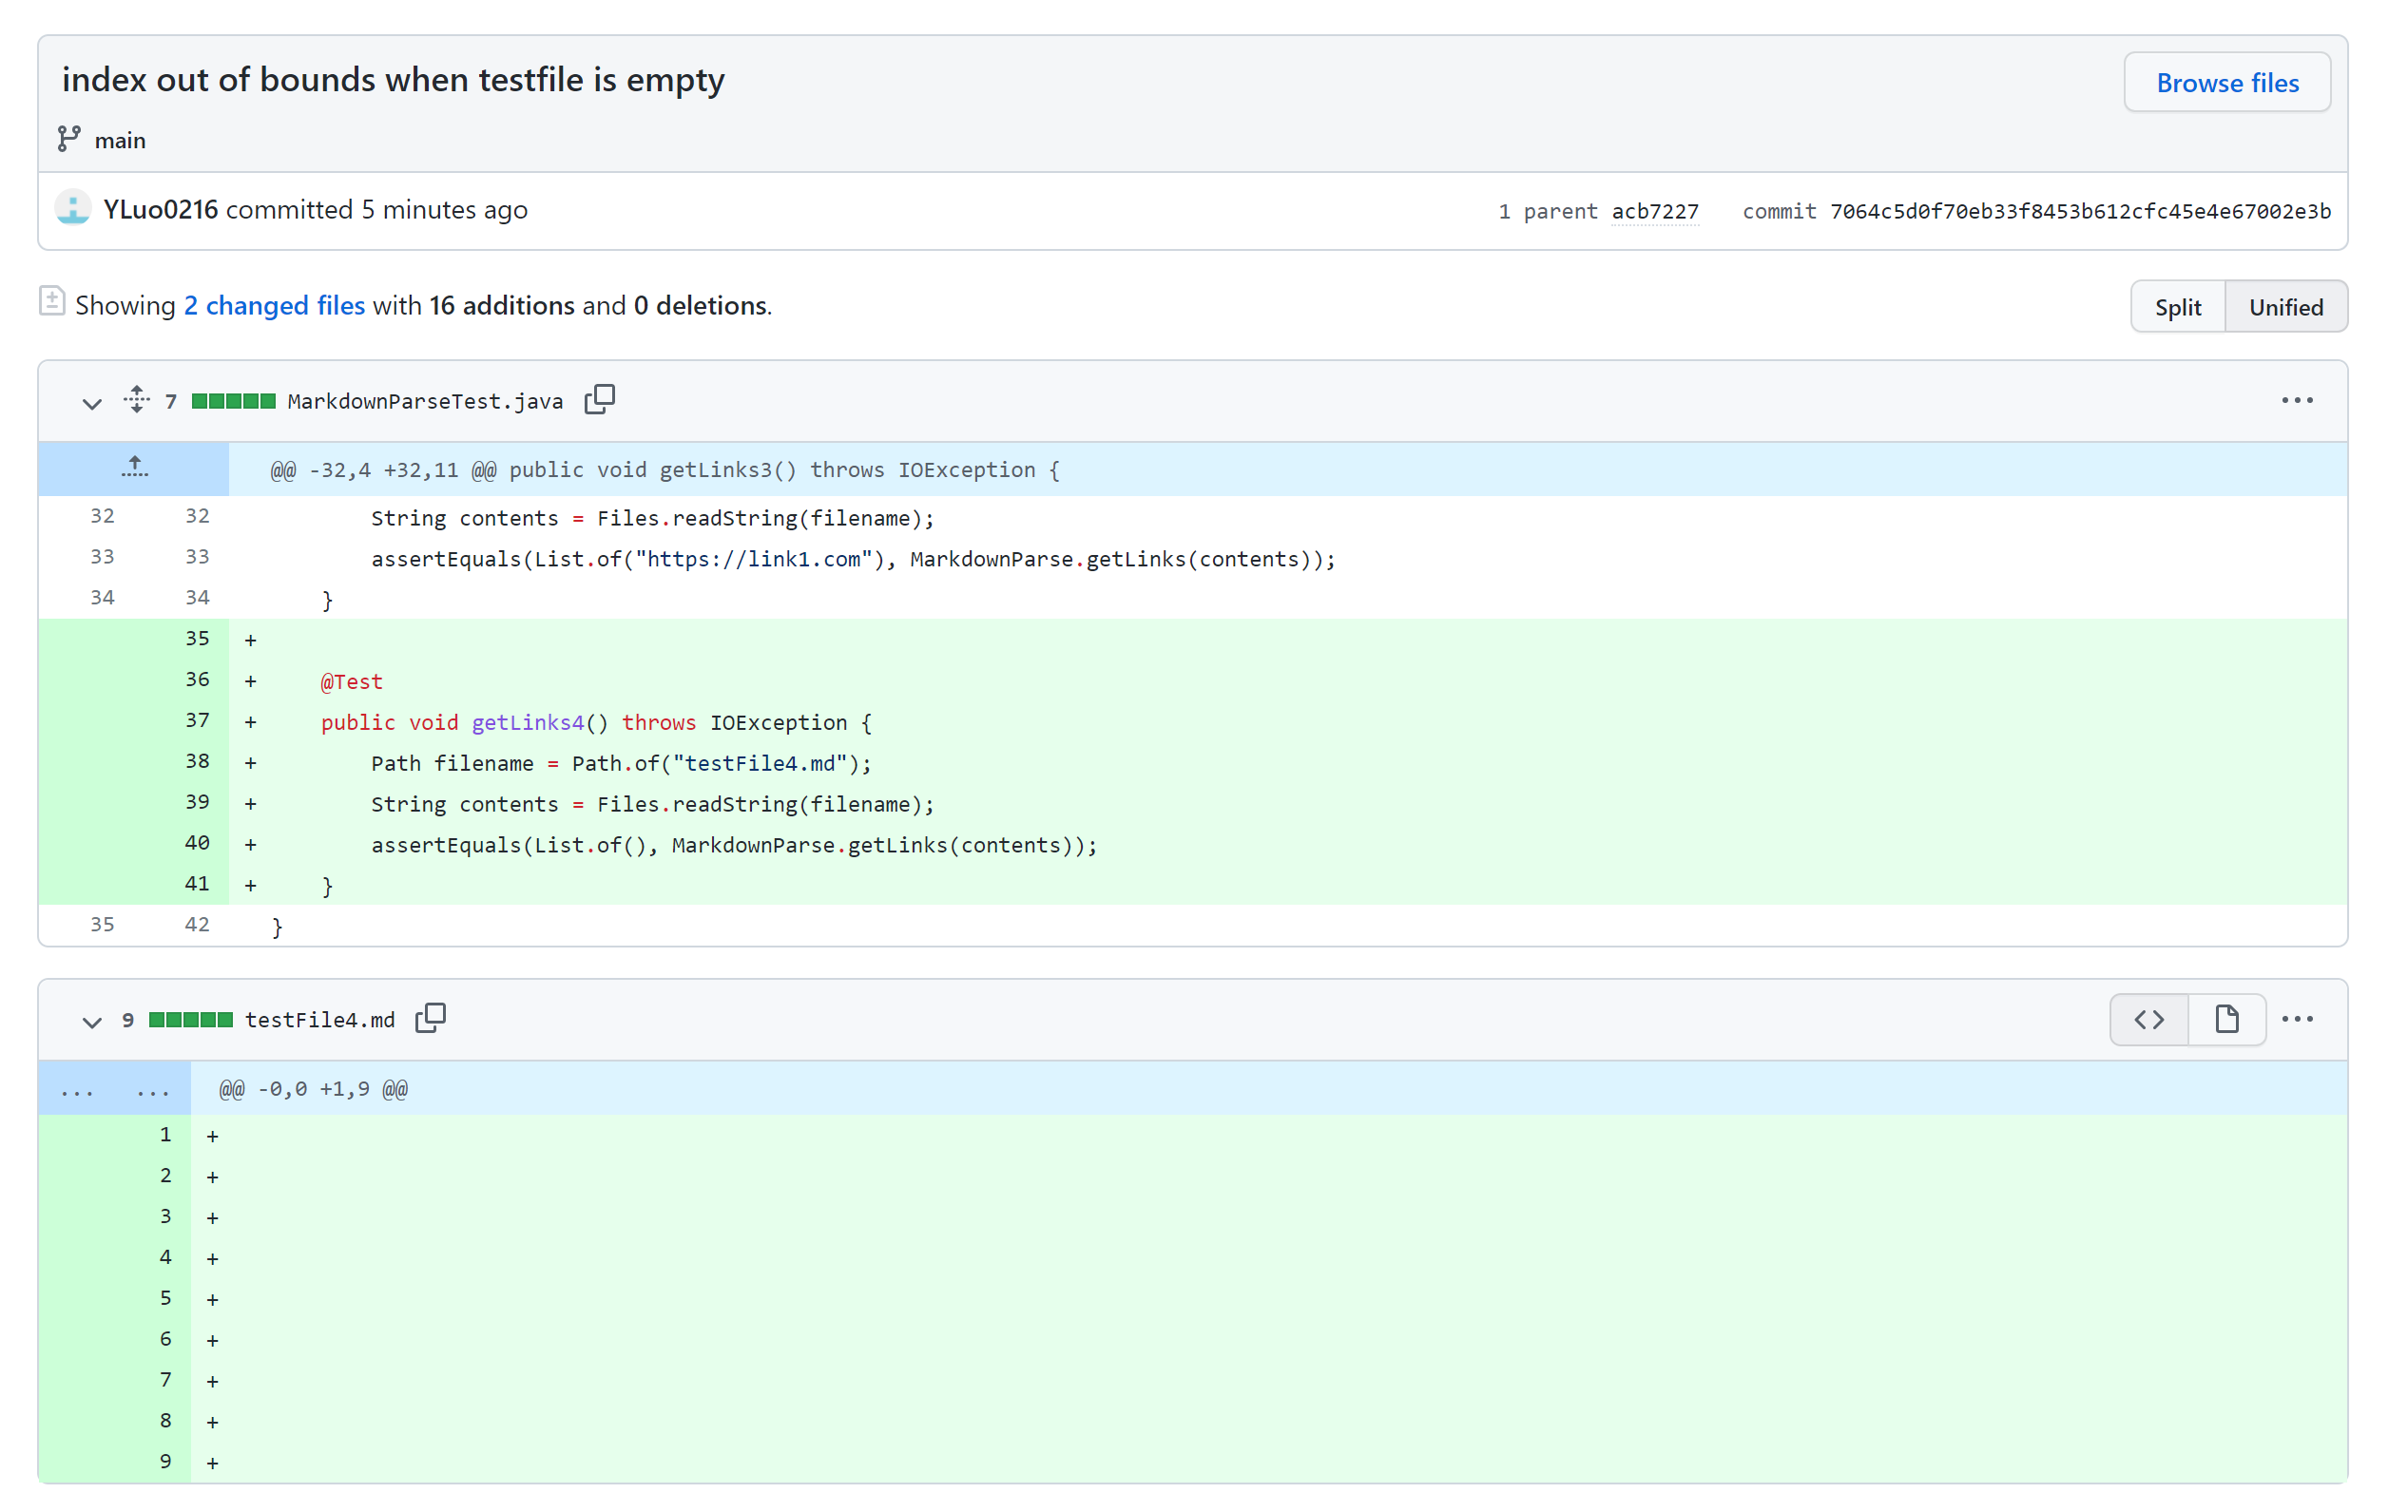 index out of bounds when testfile is empty
Browse files
main
YLuo0216 committed 5 minutes ago
1 parent acb7227 commit 7064c5d0f70eb33f8453b612cfc45e4e67002e3b
Showing 2 changed files with 16 additions and 0 deletions.
Split Unified
7 MarkdownParseTest.java
@@ -32,4 +32,11 @@ public void getLinks3() throws IOException {
32 32 String contents = Files.readString(filename);
33 33 assertEquals(List.of("https://link1.com"), MarkdownParse.getLinks(contents));
34 34 }
35 +
36 + @Test
37 + public void getLinks4() throws IOException {
38 + Path filename = Path.of("testFile4.md");
39 + String contents = Files.readString(filename);
40 + assertEquals(List.of(), MarkdownParse.getLinks(contents));
41 + }
35 42 }
9 testFile4.md
... ... @@ -0,0 +1,9 @@
1 +
2 +
3 +
4 +
5 +
6 +
7 +
8 +
9 +